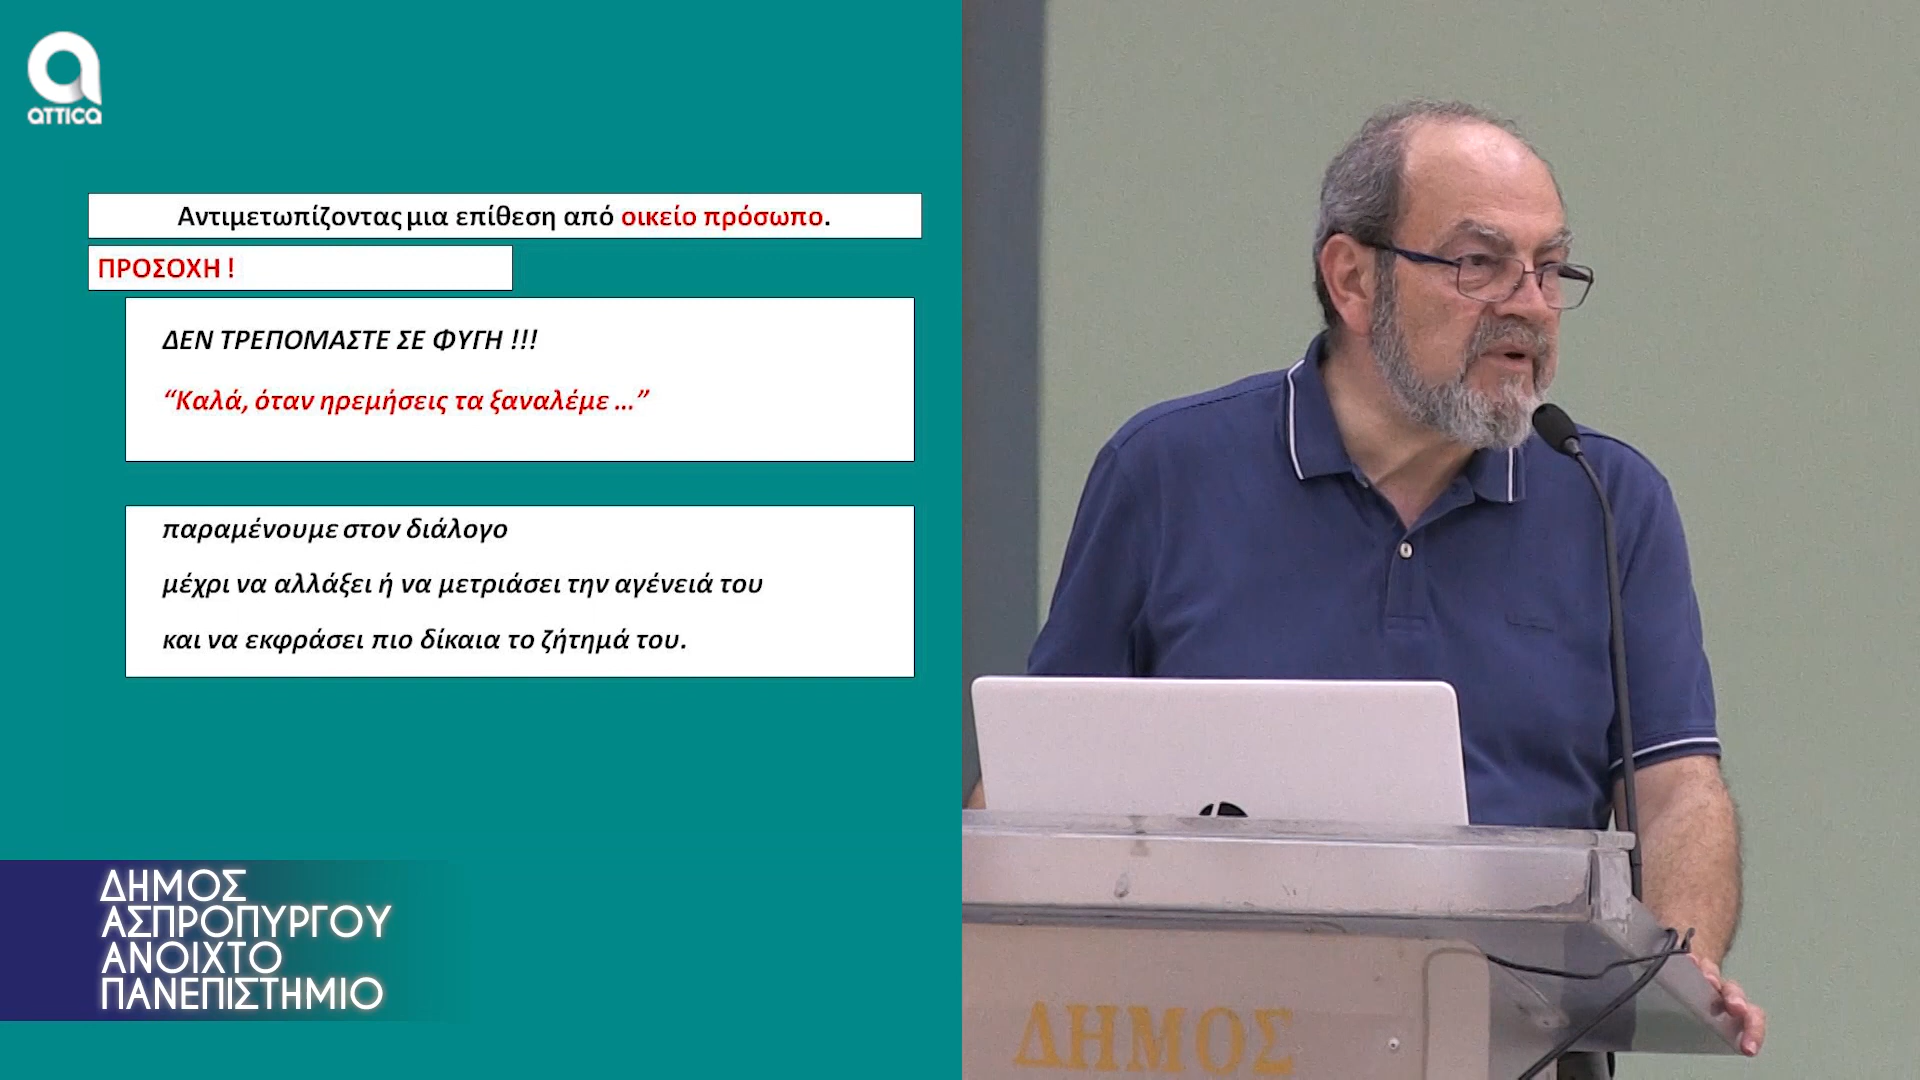 attica
Αντιμετωπίζοντας μια επίθεση από οικείο πρόσωπο.
ΠΡΟΣΟΧΗ !
ΔΕΝ ΤΡΕΠΟΜΑΣΤΕ ΣΕ ΦΥΓΗ !!!
“Καλά, όταν ηρεμήσεις τα ξαναλέμε ...”
παραμένουμε στον διάλογο
μέχρι να αλλάξει ή να μετριάσει την αγένειά του
και να εκφράσει πιο δίκαια το ζήτημά του.
ΔΗΜΟΣ
ΑΣΠΡΟΠΥΡΓΟΥ
ΑΝΟΙΧΤΟ
ΠΑΝΕΠΙΣΤΗΜΙΟ
ΔΗΜΟΣ